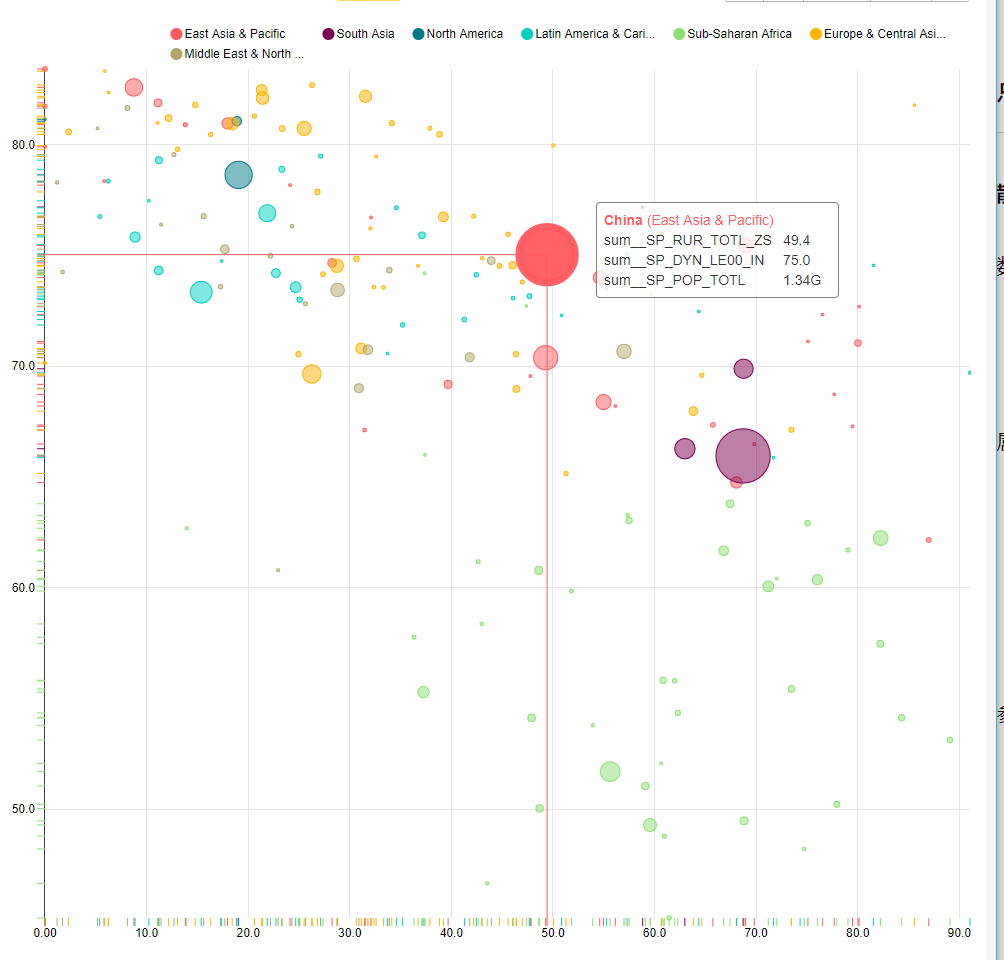 East Asia & Pacific South Asia North America Latin America & Cari... Sub-Saharan Africa Europe & Central Asi...
Middle East & North ...
80.0
China (East Asia & Pacific)
sum__SP_RUR_TOTL_ZS 49.4
sum__SP_DYN_LE00_IN 75.0
sum__SP_POP_TOTL 1.34G
70.0
60.0
50.0
0.00 10.0 20.0 30.0 40.0 50.0 60.0 70.0 80.0 90.0